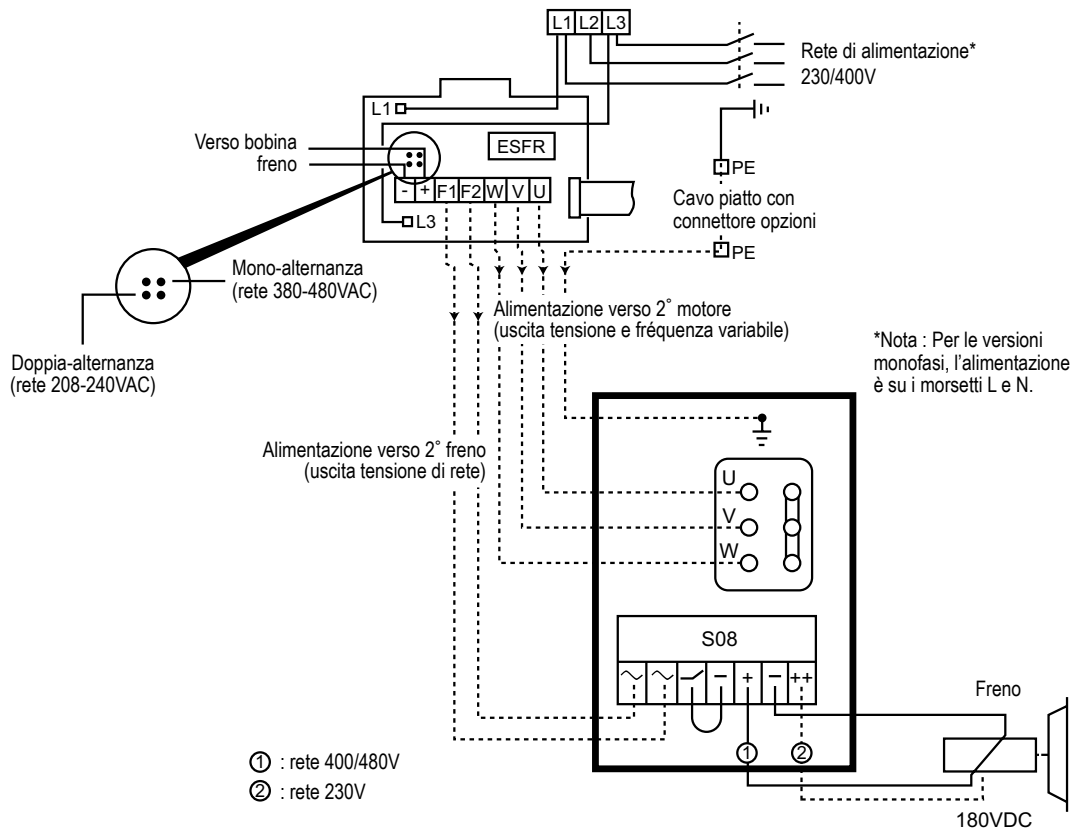 L1 L2 L3
Rete di alimentazione*
230/400V
L1
Verso bobina
freno
ESFR
PE
- + F1 F2 W V U
Cavo piatto con
connettore opzioni
L3
PE
Mono-alternanza
(rete 380-480VAC)
Alimentazione verso 2° motore
(uscita tensione e fréquenza variabile)
Doppia-alternanza
(rete 208-240VAC)
*Nota : Per le versioni
monofasi, l'alimentazione
è su i morsetti L e N.
Alimentazione verso 2° freno
(uscita tensione di rete)
U
V
W
S08
~ ~ - + - ++
Freno
1 2
① : rete 400/480V
② : rete 230V
180VDC